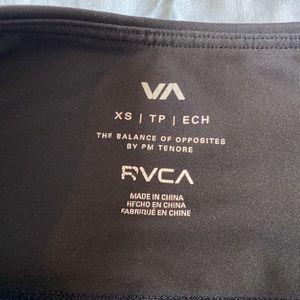 VA
XS | TP | ECH
THE BALANCE OF OPPOSITES
BY PM TENORE
RVCA
MADE IN CHINA
HECHO EN CHINA
FABRIQUÉ EN CHINE